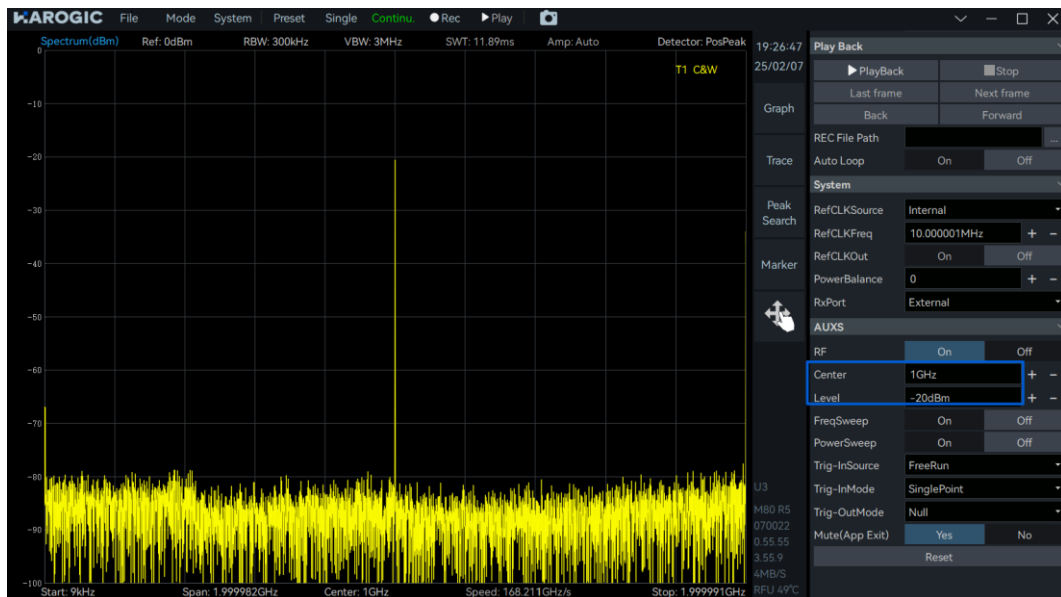 HAROGIC File Mode System Preset Single Continu. Rec Play
Spectrum(dBm) Ref: 0dBm RBW: 300kHz VBW: 3MHz SWT: 11.89ms Amp: Auto Detector: PosPeak
T1 C&W
0
-10
-20
-30
-40
-50
-60
-70
-80
-90
-100
Start: 9kHz Span: 1.999982GHz Center: 1GHz Speed: 168.211GHz/s Stop: 1.999991GHz
19:26:47
25/02/07
Graph
Trace
Peak
Search
Marker
U3
M80 R5
070022
0.55.55
3.55.9
4MB/S
RFU 49°C
Play Back
PlayBack Stop
Last frame Next frame
Back Forward
REC File Path ...
Auto Loop On Off
System
RefCLKSource Internal
RefCLKFreq 10.000001MHz + -
RefCLKOut On Off
PowerBalance 0 + -
RxPort External
AUXS
RF On Off
Center 1GHz + -
Level -20dBm + -
FreqSweep On Off
PowerSweep On Off
Trig-InSource FreeRun
Trig-InMode SinglePoint
Trig-OutMode Null
Mute(App Exit) Yes No
Reset